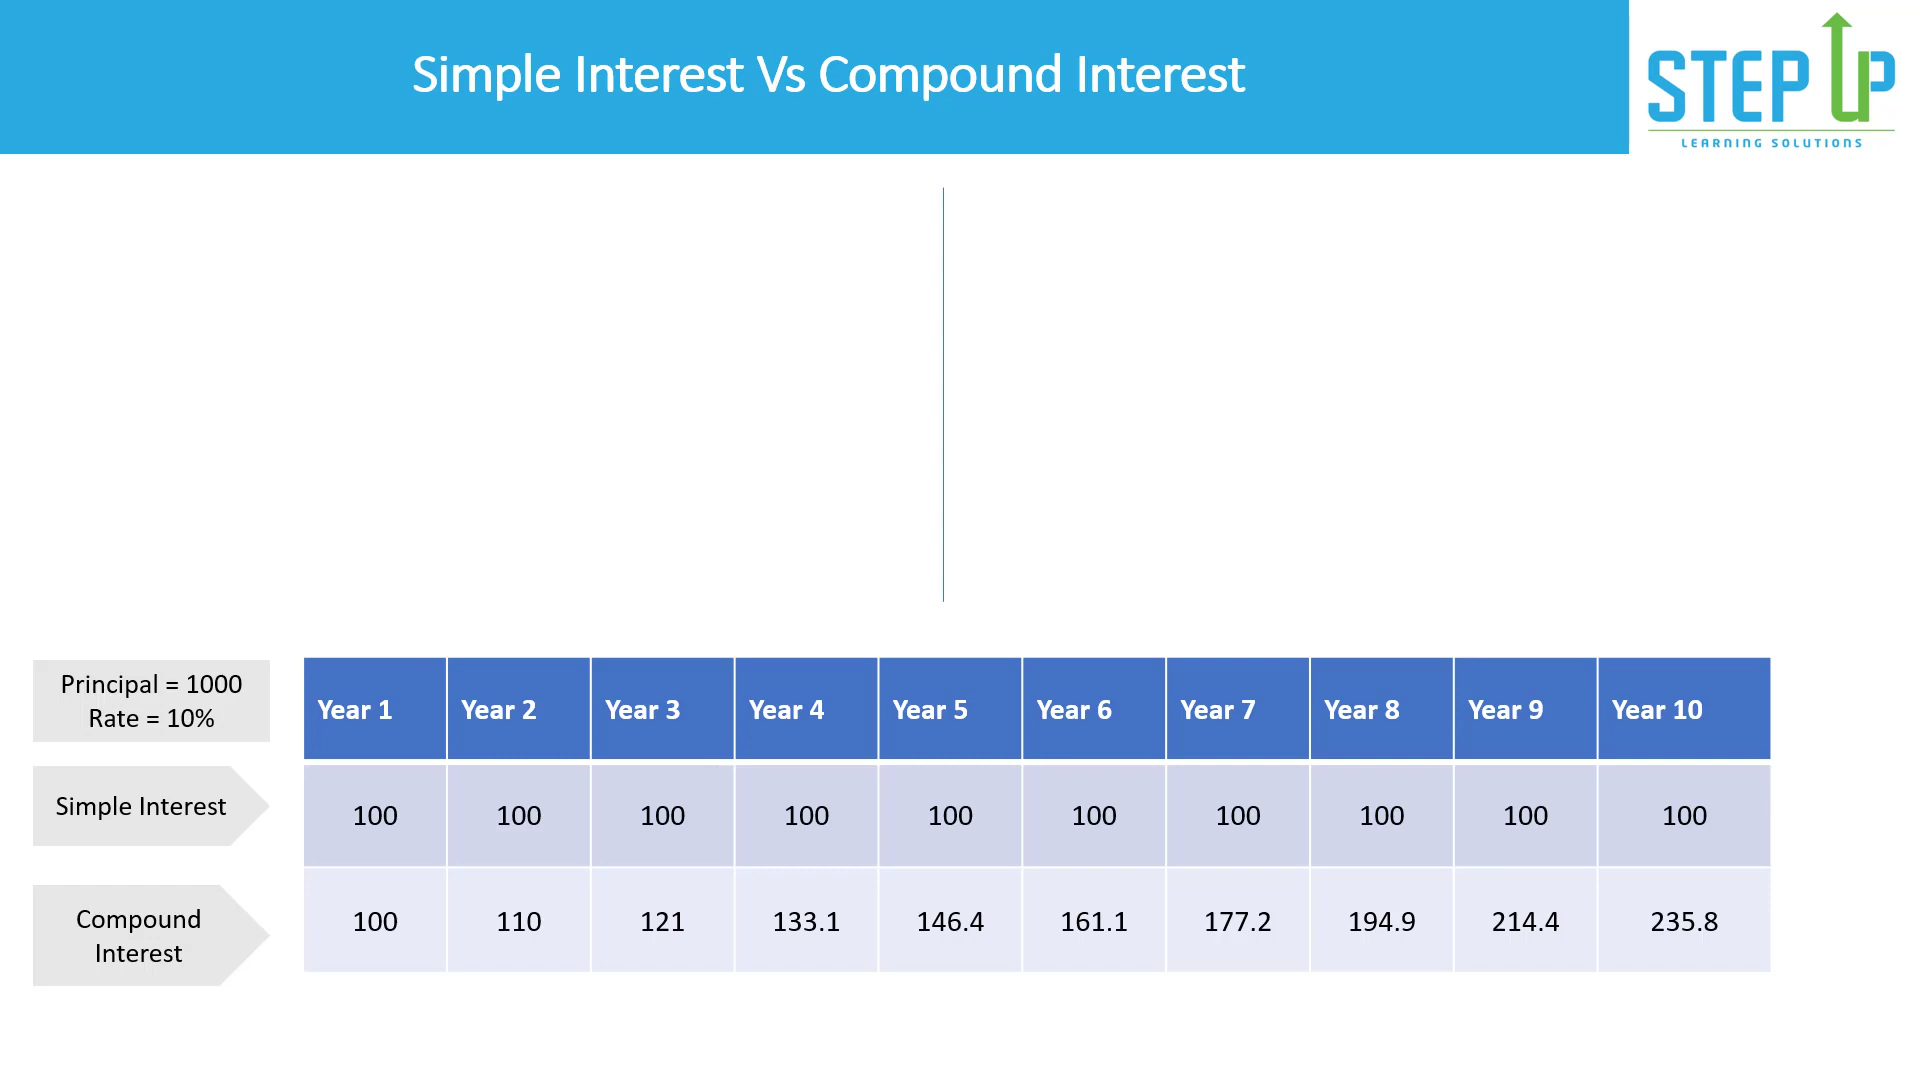 Simple Interest Vs Compound Interest
STEP UP
LEARNING SOLUTIONS
Principal = 1000
Rate = 10%
Year 1 Year 2 Year 3 Year 4 Year 5 Year 6 Year 7 Year 8 Year 9 Year 10
Simple Interest 100 100 100 100 100 100 100 100 100 100
Compound
Interest
100 110 121 133.1 146.4 161.1 177.2 194.9 214.4 235.8